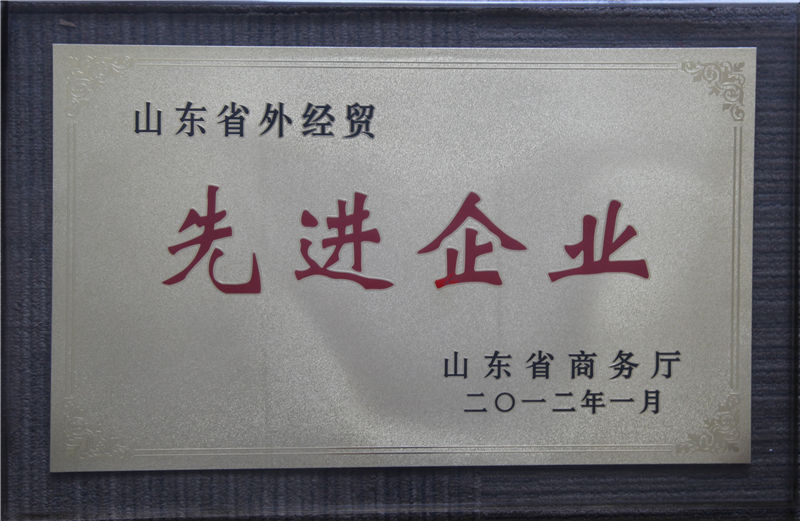 山东省外经贸
先进企业
山东省商务厅
二〇一二年一月